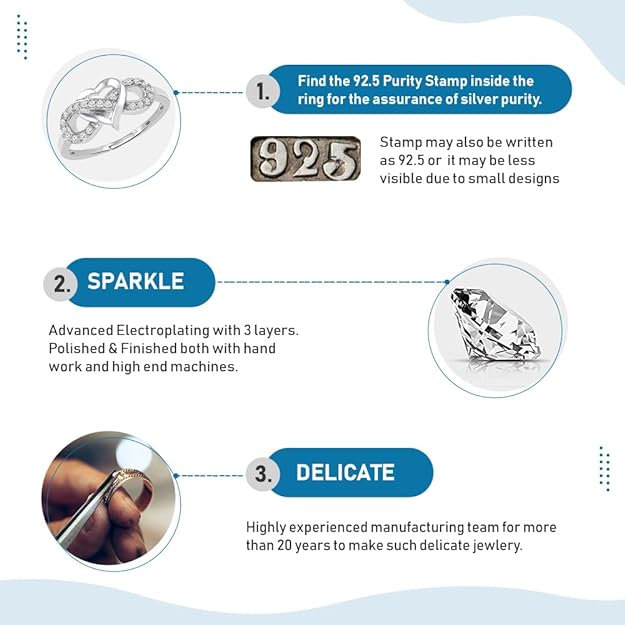 1.
Find the 92.5 Purity Stamp inside the
ring for the assurance of silver purity.
925
Stamp may also be written
as 92.5 or it may be less
visible due to small designs
2. SPARKLE
Advanced Electroplating with 3 layers.
Polished & Finished both with hand
work and high end machines.
3. DELICATE
Highly experienced manufacturing team for more
than 20 years to make such delicate jewlery.